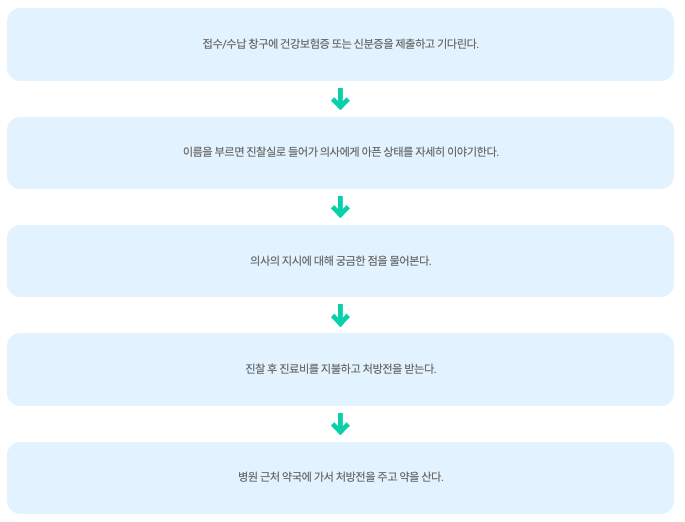 접수/수납 창구에 건강보험증 또는 신분증을 제출하고 기다린다.
이름을 부르면 진찰실로 들어가 의사에게 아픈 상태를 자세히 이야기한다.
의사의 지시에 대해 궁금한 점을 물어본다.
진찰 후 진료비를 지불하고 처방전을 받는다.
병원 근처 약국에 가서 처방전을 주고 약을 산다.